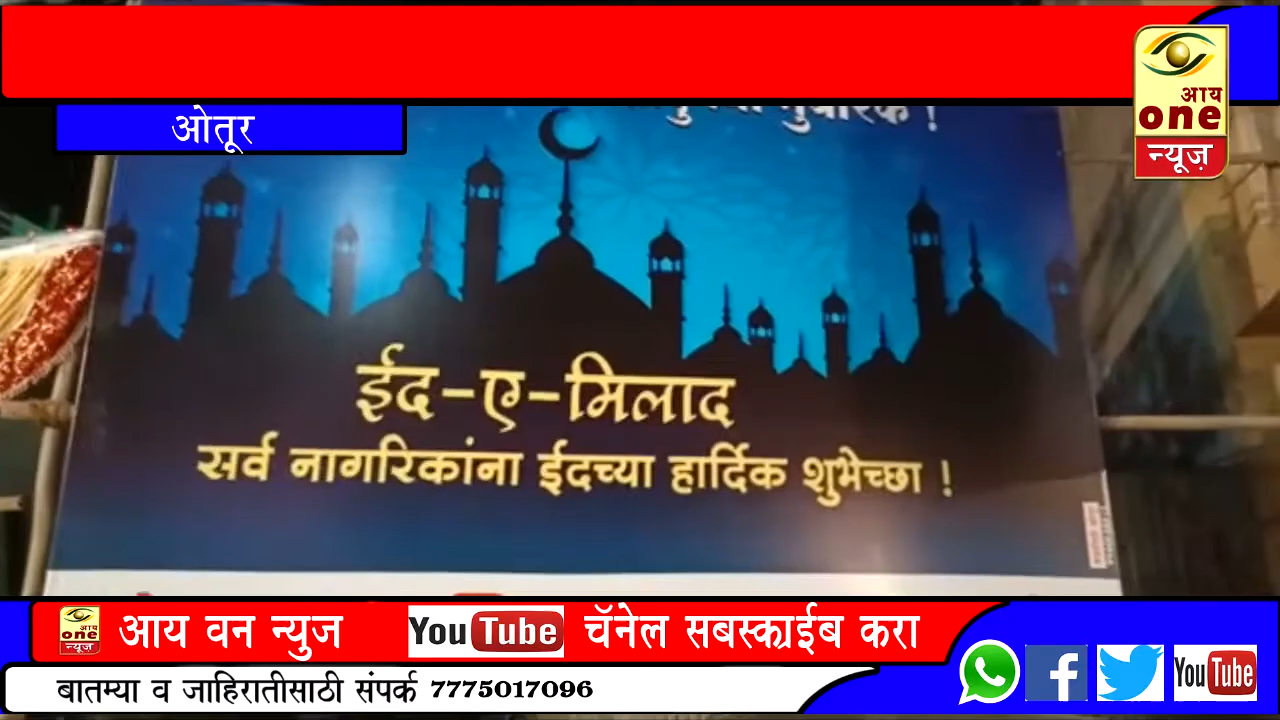 आय
one
न्यूज़
ओतूर
ईद-ए-मिलाद
सर्व नागरिकांना ईदच्या हार्दिक शुभेच्छा !
आय
one
न्यूज़
आय वन न्युज
YouTube
चॅनेल सबस्क्राईब करा
बातम्या व जाहिरातीसाठी संपर्क 7775017096
f
YouTube